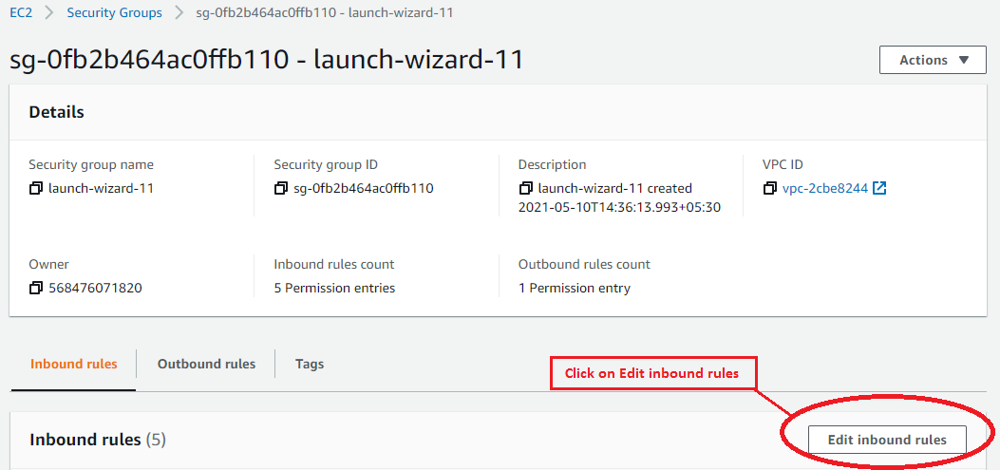 EC2 > Security Groups > sg-0fb2b464ac0ffb110 - launch-wizard-11
sg-0fb2b464ac0ffb110 - launch-wizard-11
Actions ▼
Details
Security group name
launch-wizard-11
Security group ID
sg-0fb2b464ac0ffb110
Description
launch-wizard-11 created
2021-05-10T14:36:13.993+05:30
VPC ID
vpc-2cbe8244
Owner
568476071820
Inbound rules count
5 Permission entries
Outbound rules count
1 Permission entry
Inbound rules
Outbound rules
Tags
Click on Edit inbound rules
Inbound rules (5)
Edit inbound rules